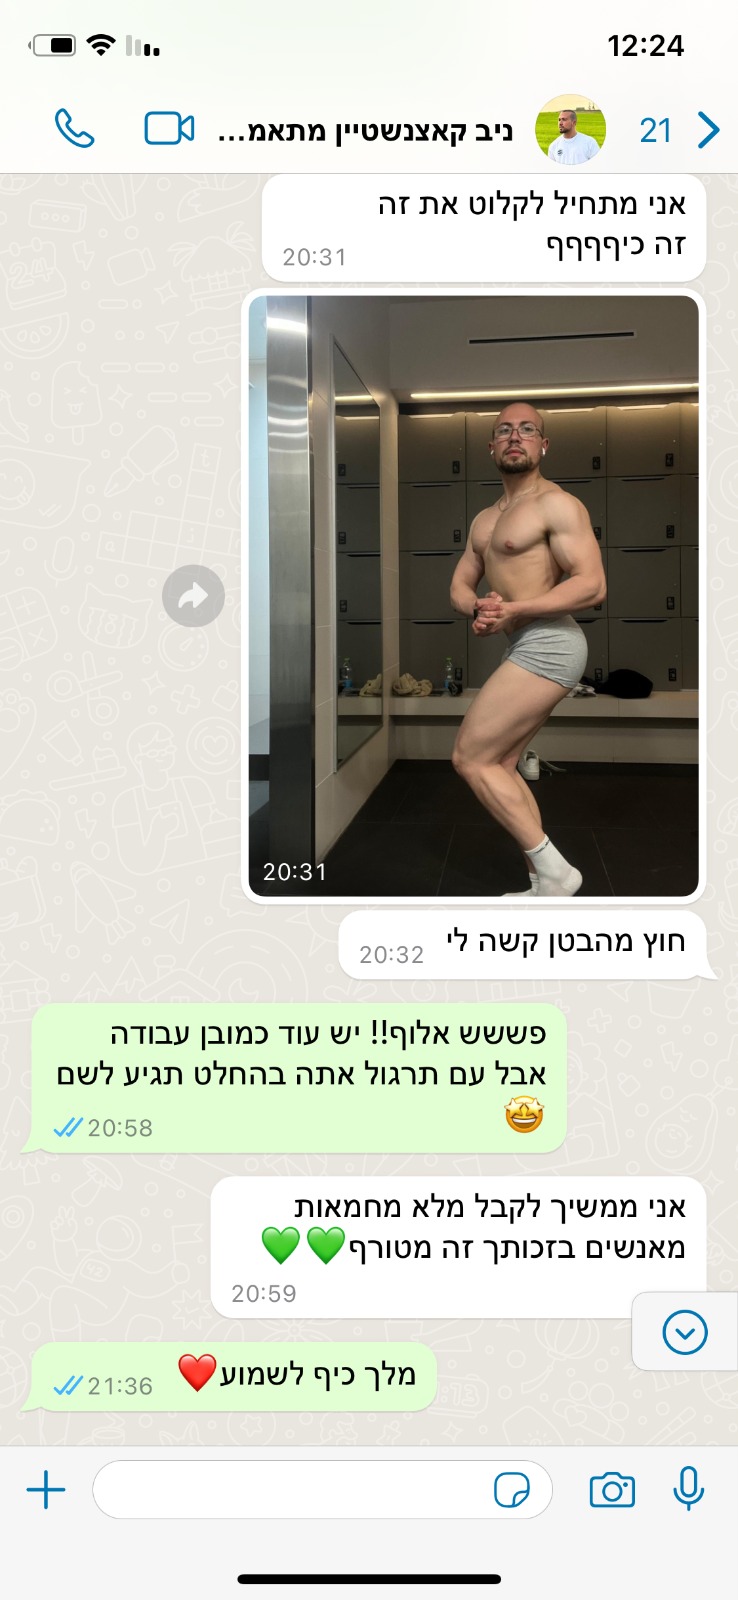 12:24
ניב קאצנשטיין מתאמ...
21
אני מתחיל לקלוט את זה
זה כיףףףף
20:31
20:31
חוץ מהבטן קשה לי
20:32
פששש אלוף!! יש עוד כמובן עבודה
אבל עם תרגול אתה בהחלט תגיע לשם
🤩
20:58
אני ממשיך לקבל מלא מחמאות
מאנשים בזכותך זה מטורף💚💚
20:59
מלך כיף לשמוע❤️
21:36